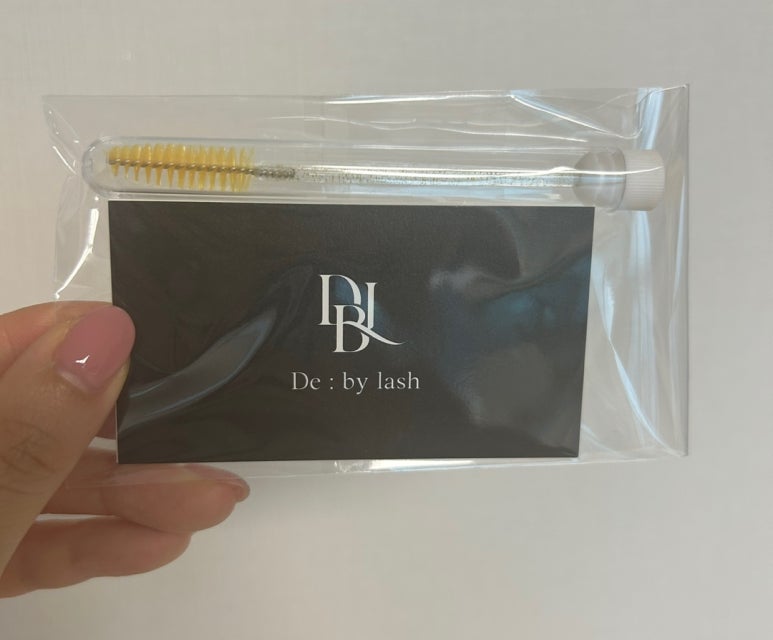 DBL
De : by lash